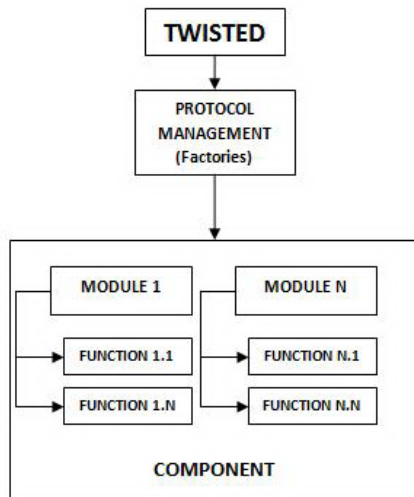 TWISTED
PROTOCOL
MANAGEMENT
(Factories)
MODULE 1
MODULE N
FUNCTION 1.1
FUNCTION N.1
FUNCTION 1.N
FUNCTION N.N
COMPONENT